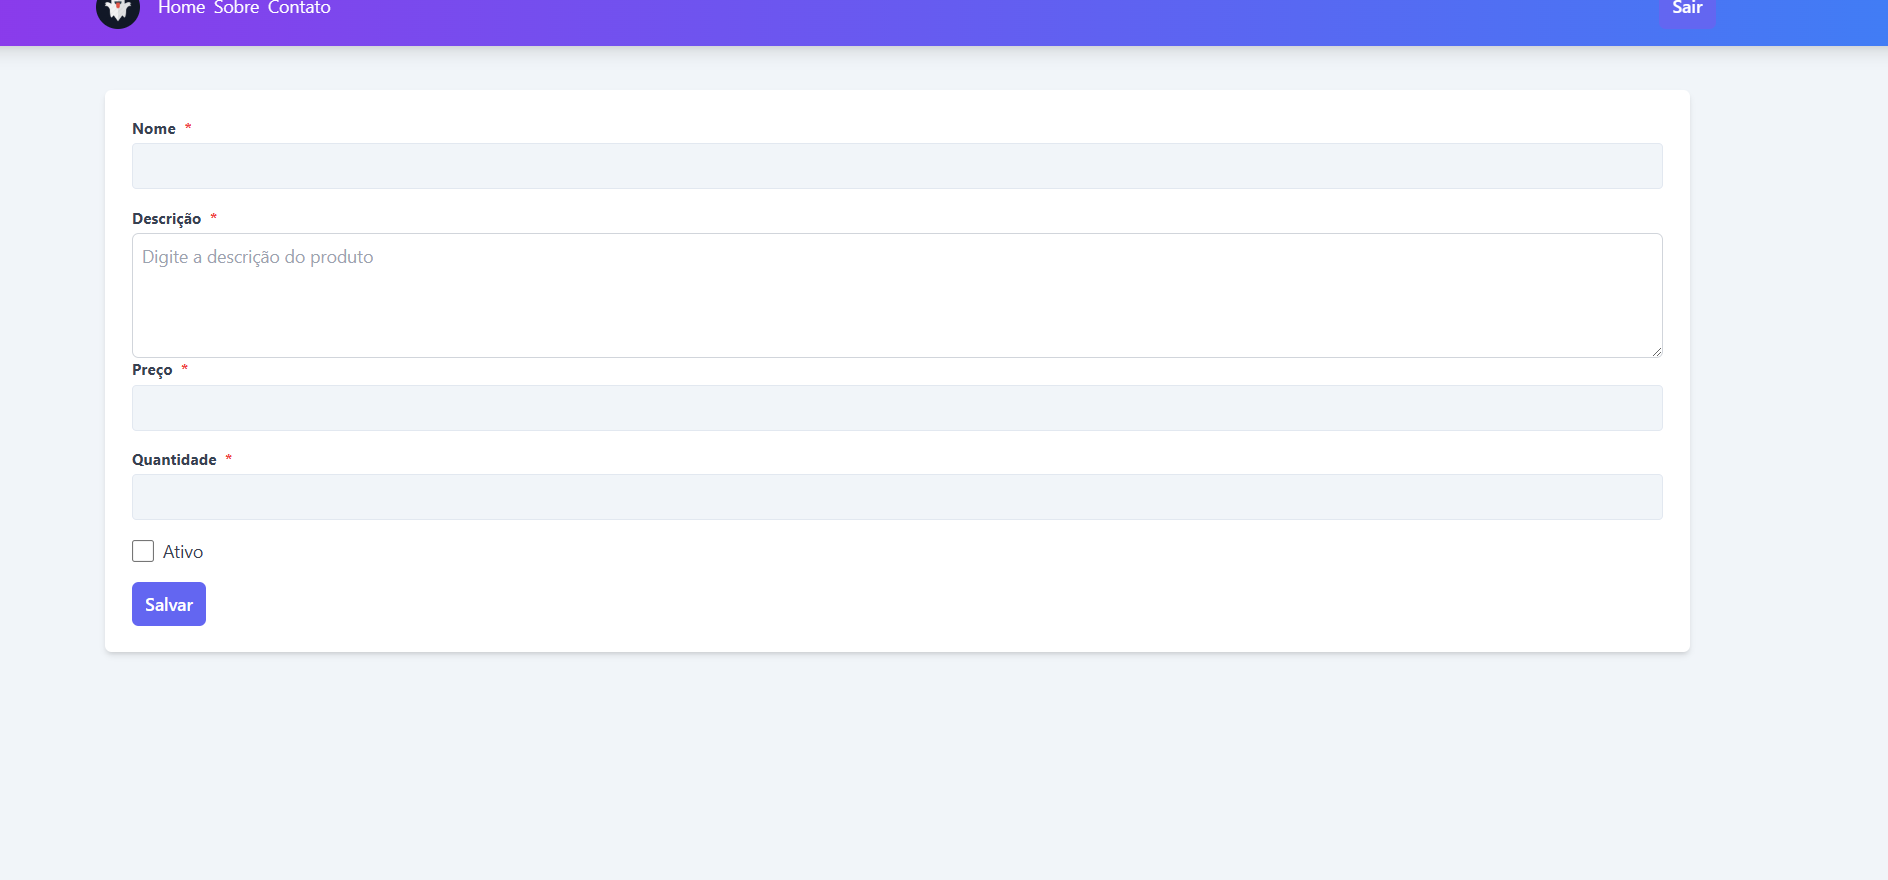 Home Sobre Contato
Sair
Nome *
Descrição *
Digite a descrição do produto
Preço *
Quantidade *
Ativo
Salvar